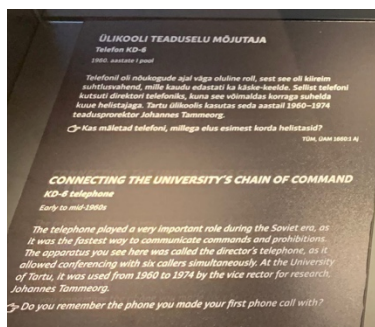 ÜLIKOOLI TEADUSELU MÕJUTAJA
Telefon KD-6
1960. aastate I pool
Telefonil oli nõukogude ajal väga oluline roll, sest see oli kiireim
suhtlusvahend, mille kaudu edastati ka käske-keelde. Sellist telefoni
kutsuti direktori telefoniks, kuna see võimaldas korraga suhelda
kuue helistajaga. Tartu ülikoolis kasutas seda aastail 1960–1974
teadusprorektor Johannes Tammeorg.
Kas mäletad telefoni, millega elus esimest korda helistasid?
TÜM, ÜAM 1660:1 Aj
CONNECTING THE UNIVERSITY'S CHAIN OF COMMAND
KD-6 telephone
Early to mid-1960s
The telephone played a very important role during the Soviet era, as
it was the fastest way to communicate commands and prohibitions.
The apparatus you see here was called the director's telephone, as it
allowed conferencing with six callers simultaneously. At the University
of Tartu, it was used from 1960 to 1974 by the vice rector for research,
Johannes Tammeorg.
Do you remember the phone you made your first phone call with?